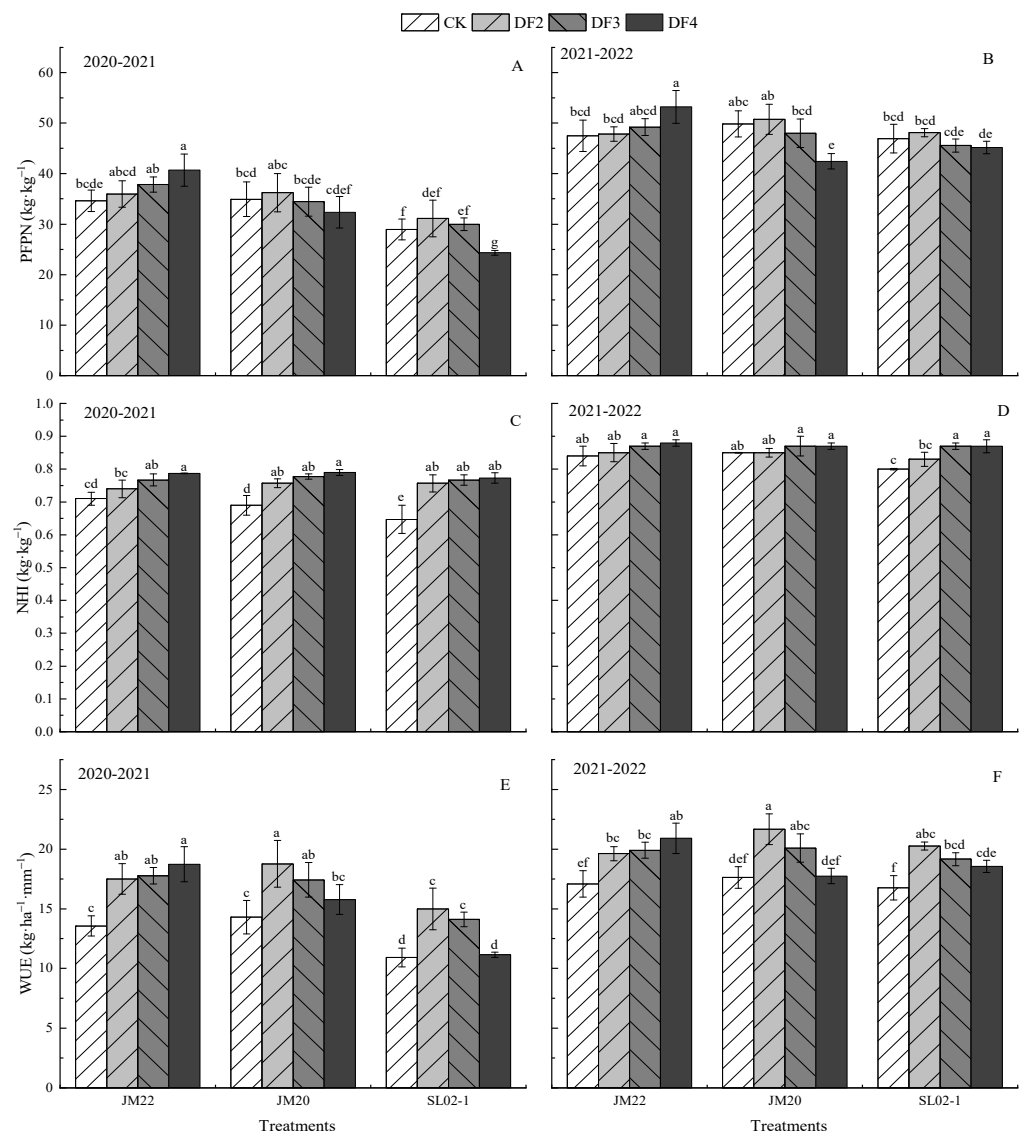 CK DF2 DF3 DF4
2020-2021 A
60
50
40
30
20
10
0
PFPN (kg·kg⁻¹)
bcde abcd ab a
bcd abc bcde cdef
f def ef g
2021-2022 B
bcd bcd abcd a
abc ab bcd e
bcd bcd cde de
2020-2021 C
1.0
0.9
0.8
0.7
0.6
0.5
0.4
0.3
0.2
0.1
0.0
NHI (kg·kg⁻¹)
cd bc ab a
d ab ab a
e ab ab ab
2021-2022 D
ab ab a a
ab ab a a
c bc a a
2020-2021 E
25
20
15
10
5
0
WUE (kg·ha⁻¹·mm⁻¹)
c ab ab a
c a ab bc
d c c d
JM22 JM20 SL02-1
Treatments
2021-2022 F
ef bc bc ab
def a abc def
f abc bcd cde
JM22 JM20 SL02-1
Treatments